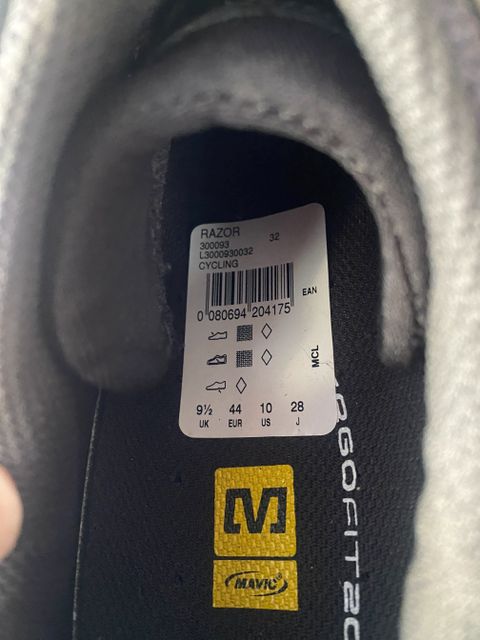 RAZOR
300093 32
L3000930032
CYCLING
EAN
0 080694 204175
MCL
9½ 44 10 28
UK EUR US J
MAVIC